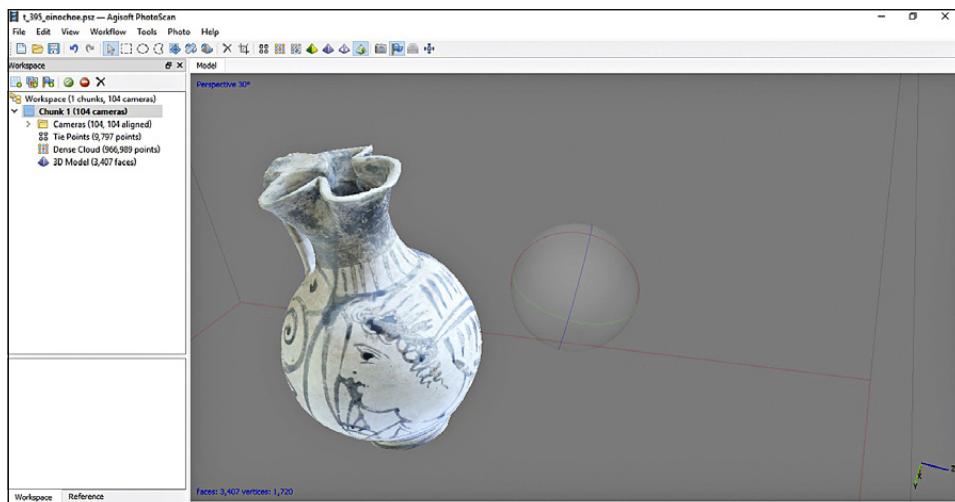 t_395_oinochoe.psz — Agisoft PhotoScan
File Edit View Workflow Tools Photo Help
Workspace
Model
Workspace (1 chunks, 104 cameras)
Chunk 1 (104 cameras)
Cameras (104, 104 aligned)
Tie Points (9,797 points)
Dense Cloud (966,989 points)
3D Model (3,407 faces)
Perspective 30°
faces: 3,407 vertices: 1,720
X
Y
Z
Workspace Reference